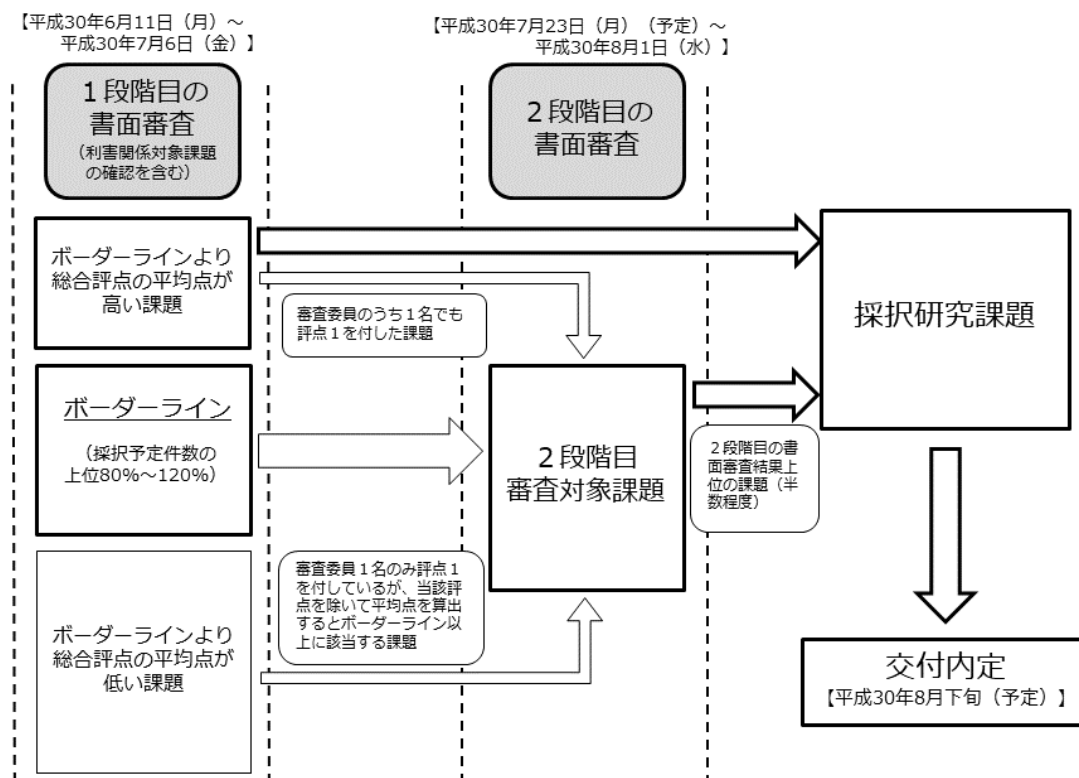 【平成30年6月11日（月）～
平成30年7月6日（金）】
【平成30年7月23日（月）（予定）～
平成30年8月1日（水）】
１段階目の
書面審査
（利害関係対象課題
の確認を含む）
２段階目の
書面審査
ボーダーラインより
総合評点の平均点が
高い課題
審査委員のうち１名でも
評点１を付した課題
採択研究課題
ボーダーライン
（採択予定件数の
上位80%～120%）
２段階目
審査対象課題
２段階目の書
面審査結果上
位の課題（半
数程度）
審査委員１名のみ評点１
を付しているが、当該評
点を除いて平均点を算出
するとボーダーライン以
上に該当する課題
ボーダーラインより
総合評点の平均点が
低い課題
交付内定
【平成30年8月下旬（予定）】